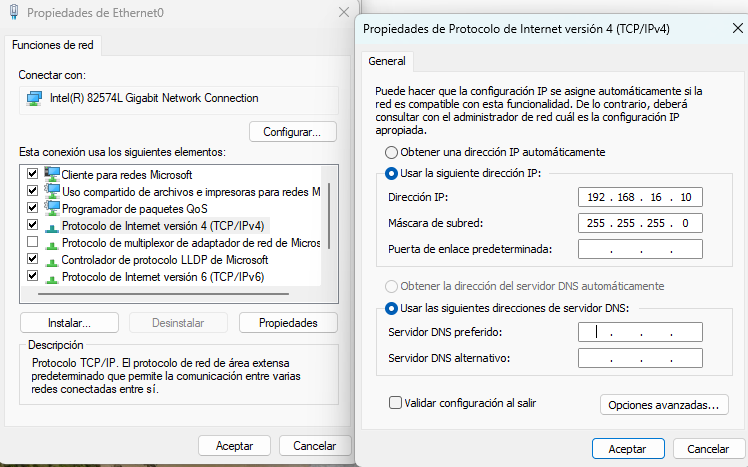 Propiedades de Ethernet0
Funciones de red
Conectar con:
Intel(R) 82574L Gigabit Network Connection
Configurar...
Esta conexión usa los siguientes elementos:
Cliente para redes Microsoft
Uso compartido de archivos e impresoras para redes M
Programador de paquetes QoS
Protocolo de Internet versión 4 (TCP/IPv4)
Protocolo de multiplexor de adaptador de red de Micros
Controlador de protocolo LLDP de Microsoft
Protocolo de Internet versión 6 (TCP/IPv6)
Instalar...
Desinstalar
Propiedades
Descripción
Protocolo TCP/IP. El protocolo de red de área extensa
predeterminado que permite la comunicación entre varias
redes conectadas entre sí.
Aceptar
Cancelar
Propiedades de Protocolo de Internet versión 4 (TCP/IPv4)
General
Puede hacer que la configuración IP se asigne automáticamente si la
red es compatible con esta funcionalidad. De lo contrario, deberá
consultar con el administrador de red cuál es la configuración IP
apropiada.
Obtener una dirección IP automáticamente
Usar la siguiente dirección IP:
Dirección IP: 192 . 168 . 16 . 10
Máscara de subred: 255 . 255 . 255 . 0
Puerta de enlace predeterminada: . . .
Obtener la dirección del servidor DNS automáticamente
Usar las siguientes direcciones de servidor DNS:
Servidor DNS preferido: . . .
Servidor DNS alternativo: . . .
Validar configuración al salir
Opciones avanzadas...
Aceptar
Cancelar